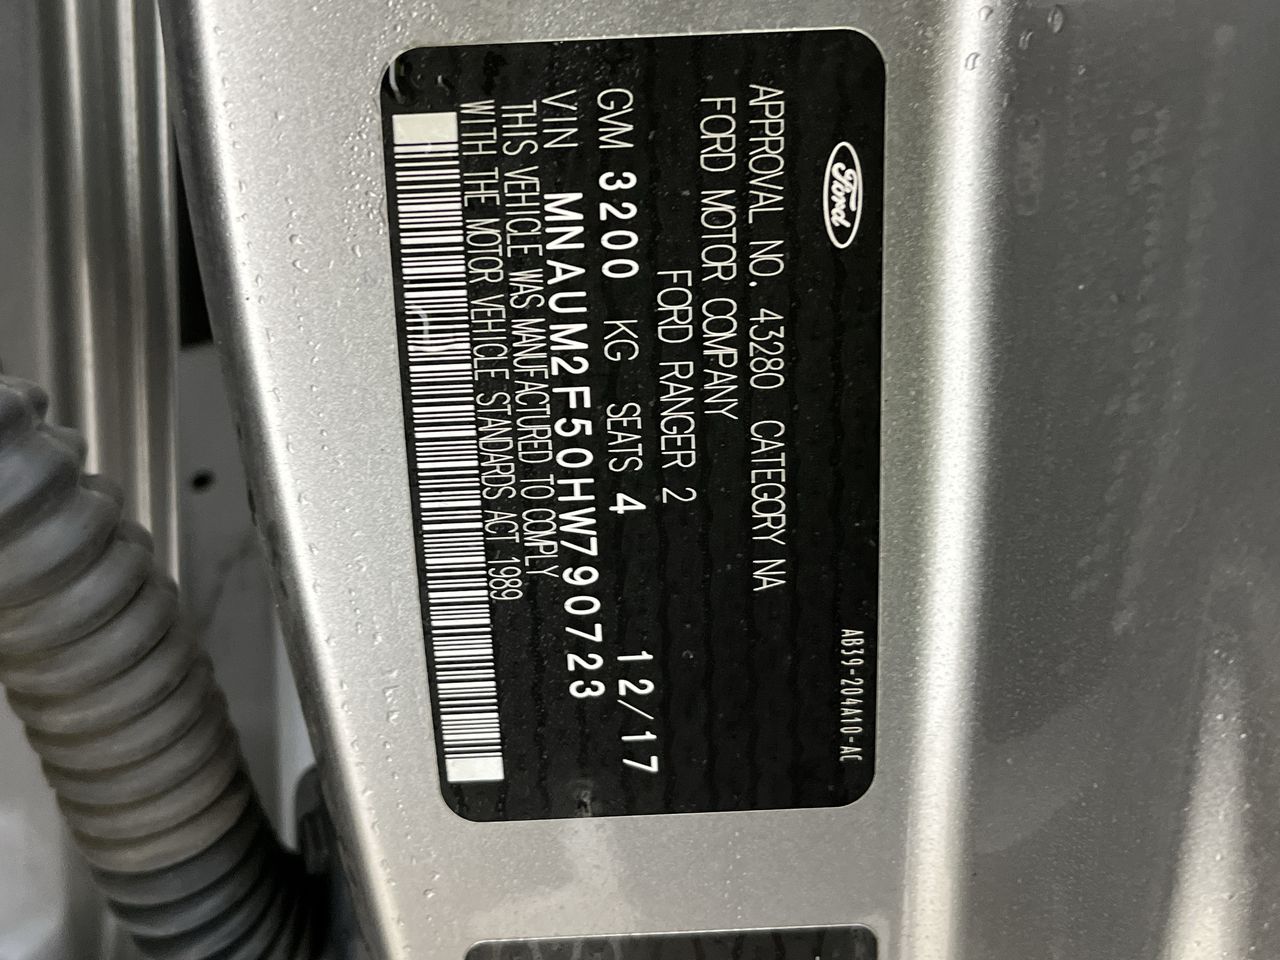 Ford
AB39-204A10-AC
APPROVAL NO. 43280 CATEGORY NA
FORD MOTOR COMPANY
FORD RANGER 2
GVM 3200 KG SEATS 4 12/17
VIN MNAUM2F50HW790723
THIS VEHICLE WAS MANUFACTURED TO COMPLY
WITH THE MOTOR VEHICLE STANDARDS ACT 1989